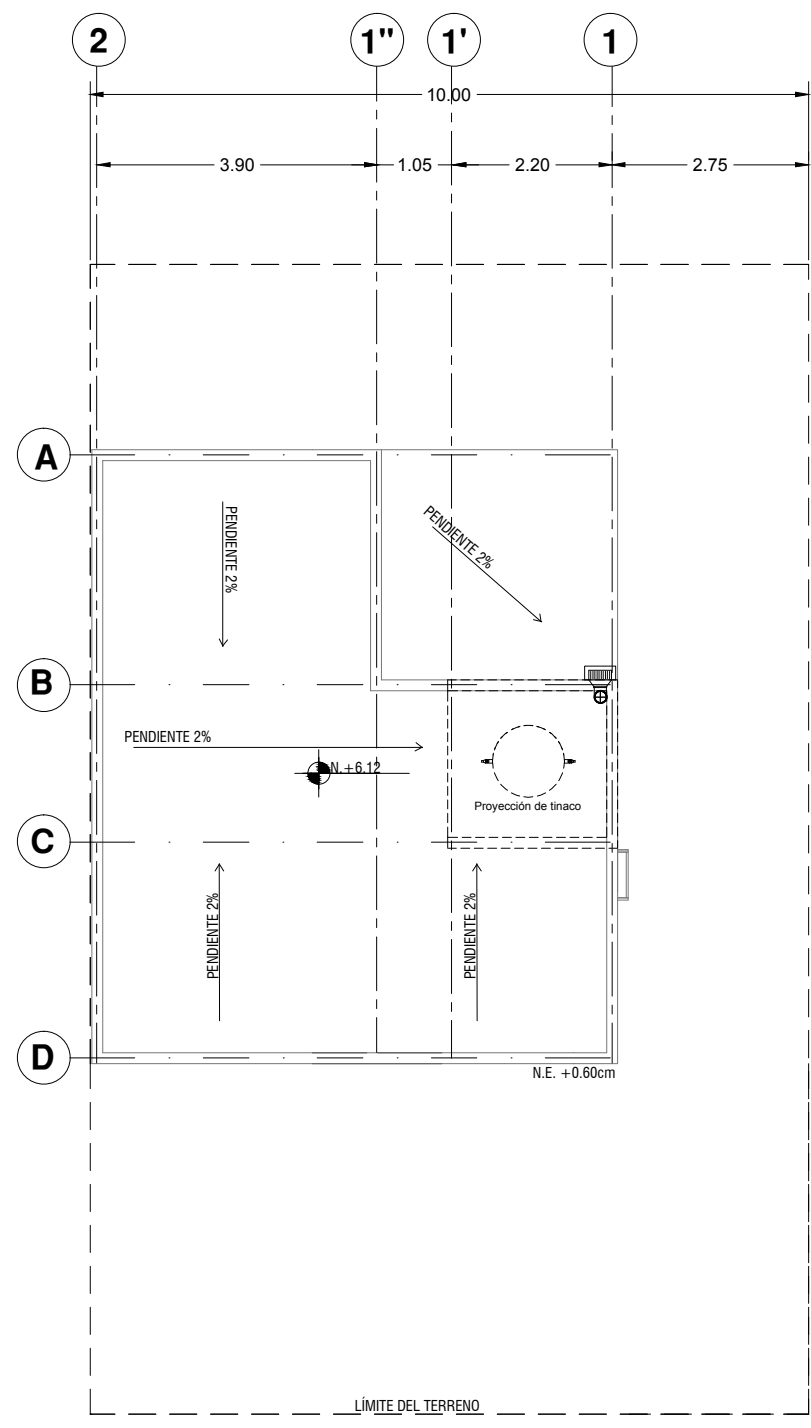 2 1" 1' 1
10.00
3.90 1.05 2.20 2.75
A
PENDIENTE 2%
PENDIENTE 2%
B
PENDIENTE 2%
N.+6.12
Proyección de tinaco
C
PENDIENTE 2%
PENDIENTE 2%
D
N.E. +0.60cm
LÍMITE DEL TERRENO